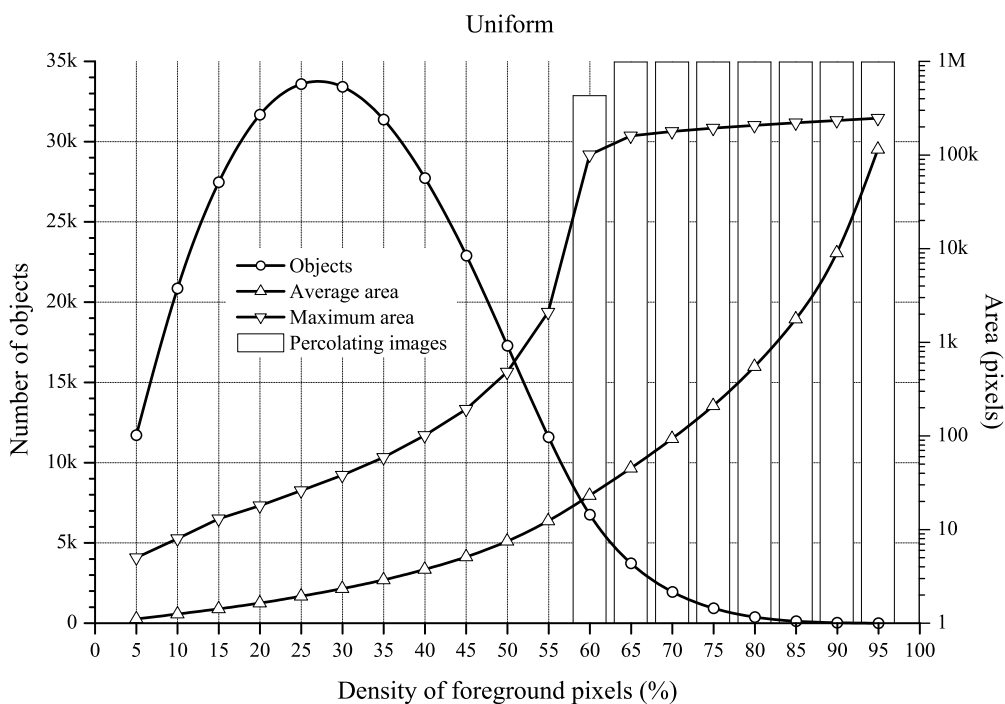 Uniform
35k
30k
25k
20k
15k
10k
5k
0
Number of objects
Objects
Average area
Maximum area
Percolating images
1M
100k
10k
1k
100
10
1
Area (pixels)
0 5 10 15 20 25 30 35 40 45 50 55 60 65 70 75 80 85 90 95 100
Density of foreground pixels (%)